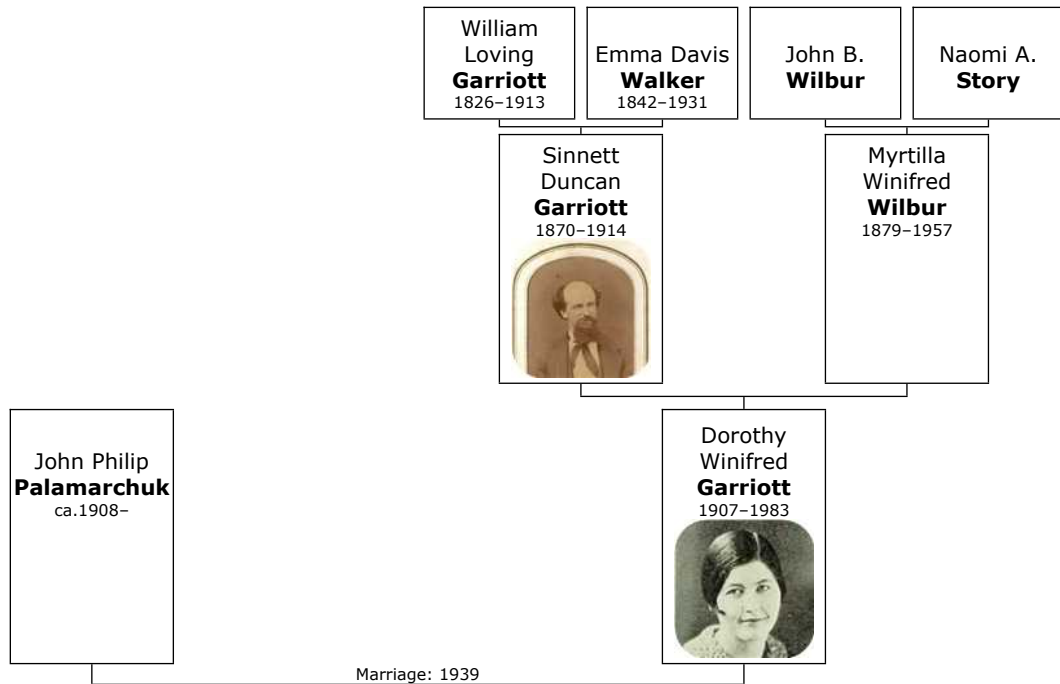 William
Loving
Garriott
1826–1913
Emma Davis
Walker
1842–1931
John B.
Wilbur
Naomi A.
Story
Sinnett
Duncan
Garriott
1870–1914
Myrtilla
Winifred
Wilbur
1879–1957
John Philip
Palamarchuk
ca.1908–
Dorothy
Winifred
Garriott
1907–1983
Marriage: 1939